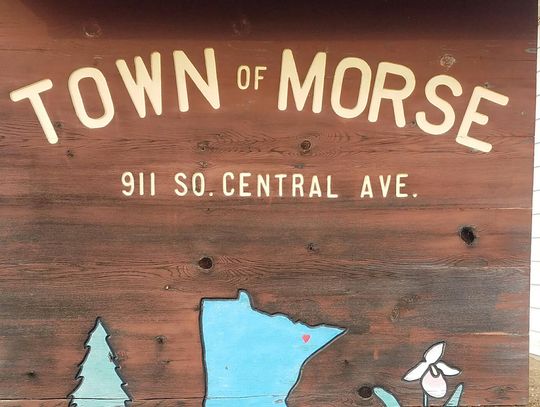 TOWN OF MORSE
911 SO. CENTRAL AVE.